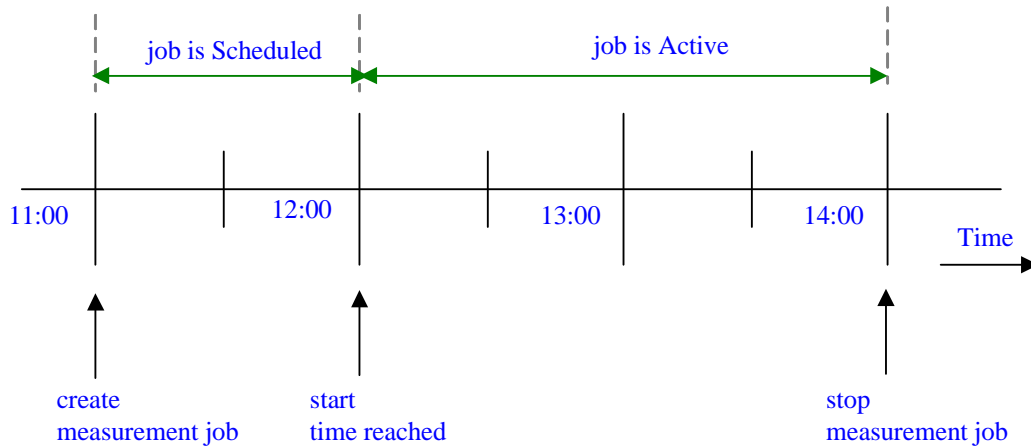 job is Scheduled
job is Active
11:00
12:00
13:00
14:00
Time
create
measurement job
start
time reached
stop
measurement job